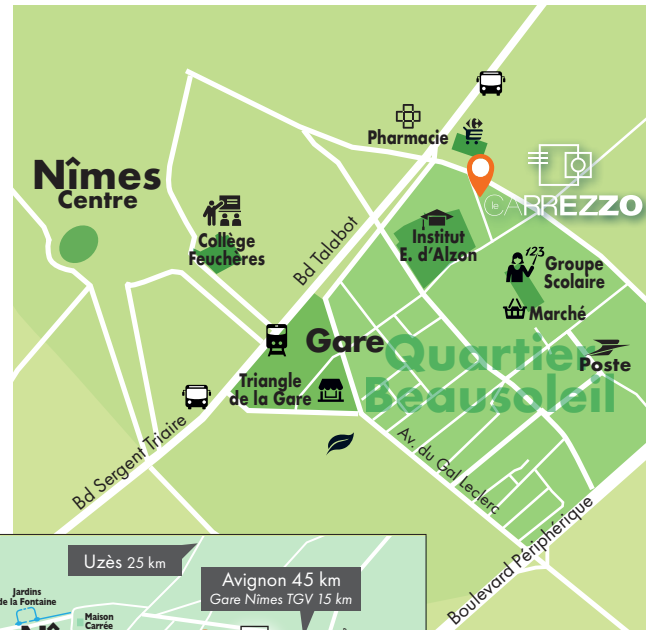 Pharmacie
Nîmes
Centre
le
CARREZZO
Collège
Feuchères
Institut
E. d'Alzon
Bd Talabot
123
Groupe
Scolaire
Marché
Gare
Quartier
Beausoleil
Poste
Triangle
de la Gare
Bd Sergent Triaire
Av. du Gal Leclerc
Boulevard Périphérique
Uzès 25 km
Avignon 45 km
Gare Nîmes TGV 15 km
Jardins
de la Fontaine
Maison
Carrée